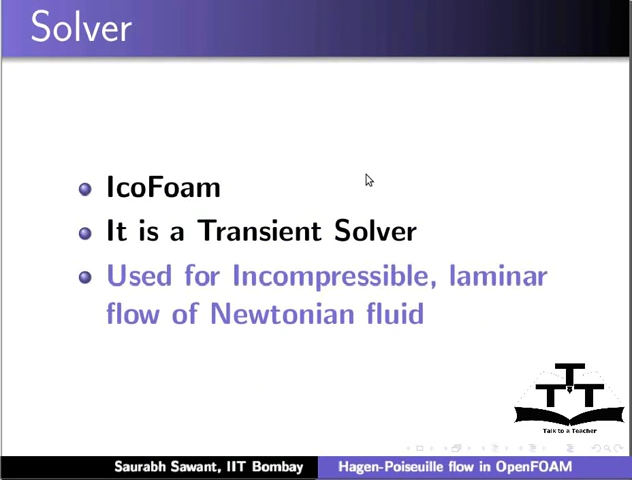 Solver
IcoFoam
It is a Transient Solver
Used for Incompressible, laminar
flow of Newtonian fluid
T
T T
Talk to a Teacher
Saurabh Sawant, IIT Bombay
Hagen-Poiseuille flow in OpenFOAM